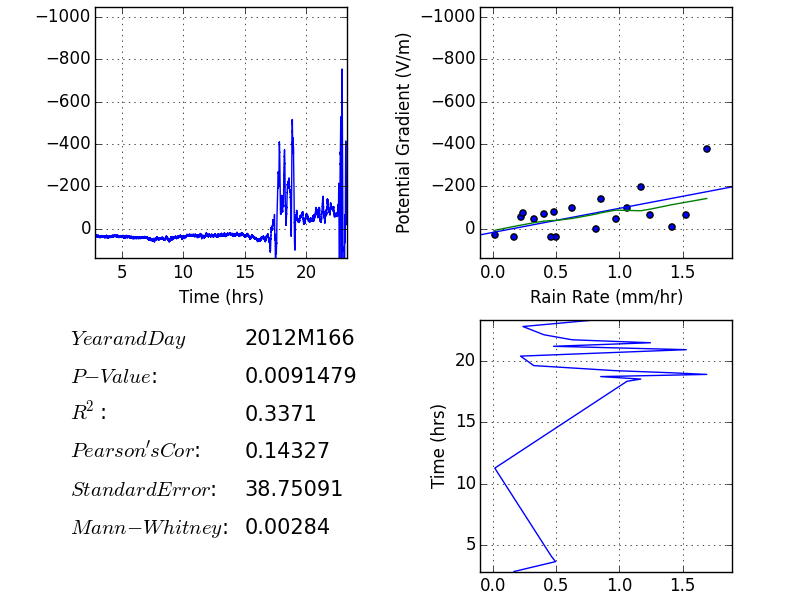 −1000
−800
−600
−400
−200
0
5 10 15 20
Time (hrs)
Potential Gradient (V/m)
−1000
−800
−600
−400
−200
0
0.0 0.5 1.0 1.5
Rain Rate (mm/hr)
YearandDay 2012M166
P−Value: 0.0091479
R²: 0.3371
Pearson'sCor: 0.14327
StandardError: 38.75091
Mann−Whitney: 0.00284
Time (hrs)
20
15
10
5
0.0 0.5 1.0 1.5